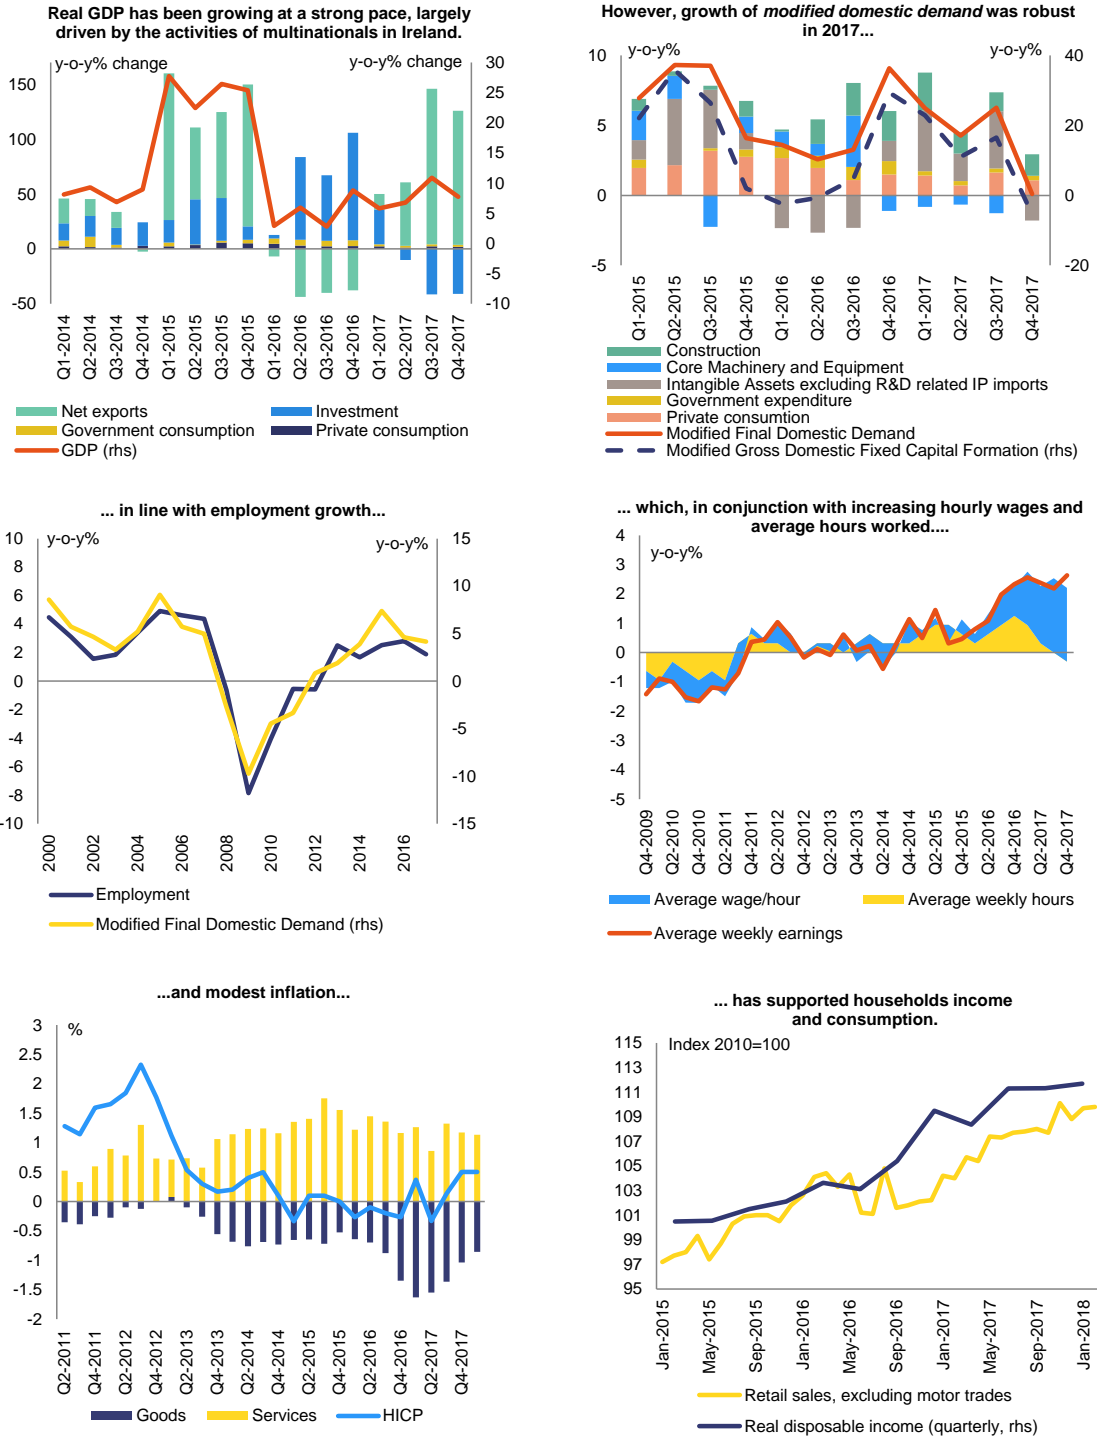 Real GDP has been growing at a strong pace, largely
driven by the activities of multinationals in Ireland.
y-o-y% change
y-o-y% change
150
100
50
0
-50
30
25
20
15
10
5
0
-5
-10
Q1-2014
Q2-2014
Q3-2014
Q4-2014
Q1-2015
Q2-2015
Q3-2015
Q4-2015
Q1-2016
Q2-2016
Q3-2016
Q4-2016
Q1-2017
Q2-2017
Q3-2017
Q4-2017
Net exports
Investment
Government consumption
Private consumption
GDP (rhs)
However, growth of modified domestic demand was robust
in 2017...
y-o-y%
y-o-y%
10
5
0
-5
40
20
0
-20
Q1-2015
Q2-2015
Q3-2015
Q4-2015
Q1-2016
Q2-2016
Q3-2016
Q4-2016
Q1-2017
Q2-2017
Q3-2017
Q4-2017
Construction
Core Machinery and Equipment
Intangible Assets excluding R&D related IP imports
Government expenditure
Private consumtion
Modified Final Domestic Demand
Modified Gross Domestic Fixed Capital Formation (rhs)
... in line with employment growth...
y-o-y%
y-o-y%
10
8
6
4
2
0
-2
-4
-6
-8
-10
15
10
5
0
-5
-10
-15
2000
2002
2004
2006
2008
2010
2012
2014
2016
Employment
Modified Final Domestic Demand (rhs)
... which, in conjunction with increasing hourly wages and
average hours worked....
y-o-y%
4
3
2
1
0
-1
-2
-3
-4
-5
Q4-2009
Q2-2010
Q4-2010
Q2-2011
Q4-2011
Q2-2012
Q4-2012
Q2-2013
Q4-2013
Q2-2014
Q4-2014
Q2-2015
Q4-2015
Q2-2016
Q4-2016
Q2-2017
Q4-2017
Average wage/hour
Average weekly hours
Average weekly earnings
...and modest inflation...
%
3
2.5
2
1.5
1
0.5
0
-0.5
-1
-1.5
-2
Q2-2011
Q4-2011
Q2-2012
Q4-2012
Q2-2013
Q4-2013
Q2-2014
Q4-2014
Q2-2015
Q4-2015
Q2-2016
Q4-2016
Q2-2017
Q4-2017
Goods
Services
HICP
... has supported households income
and consumption.
Index 2010=100
115
113
111
109
107
105
103
101
99
97
95
Jan-2015
May-2015
Sep-2015
Jan-2016
May-2016
Sep-2016
Jan-2017
May-2017
Sep-2017
Jan-2018
Retail sales, excluding motor trades
Real disposable income (quarterly, rhs)